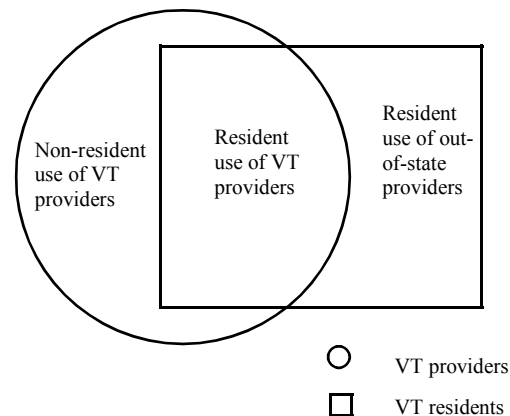 Non-resident
use of VT
providers
Resident
use of VT
providers
Resident
use of out-
of-state
providers
VT providers
VT residents